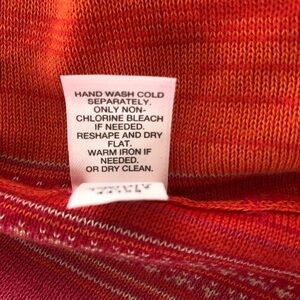 HAND WASH COLD
SEPARATELY.
ONLY NON-
CHLORINE BLEACH
IF NEEDED.
RESHAPE AND DRY
FLAT.
WARM IRON IF
NEEDED.
OR DRY CLEAN.